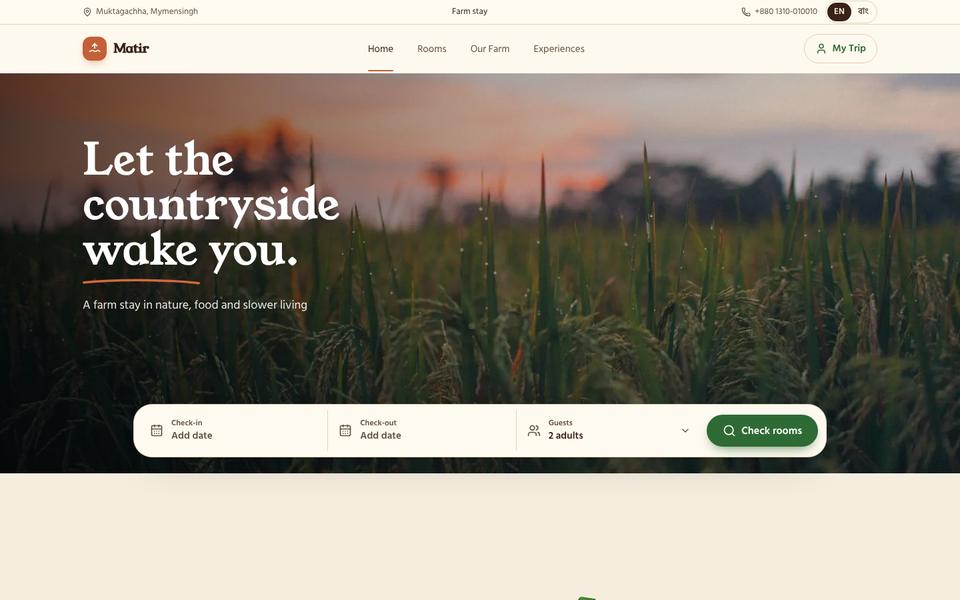 Muktagachha, Mymensingh
Farm stay
+880 1310-010010
EN
বাং
Matir
Home
Rooms
Our Farm
Experiences
My Trip
Let the
countryside
wake you.
A farm stay in nature, food and slower living
Check-in
Add date
Check-out
Add date
Guests
2 adults
Check rooms